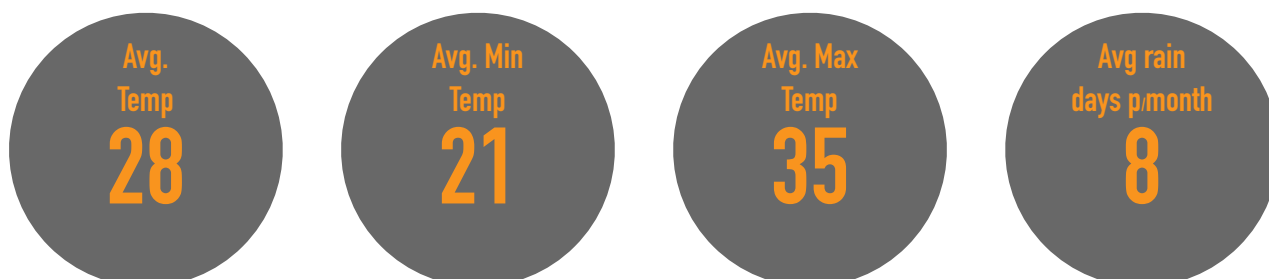 Avg.
Temp
28
Avg. Min
Temp
21
Avg. Max
Temp
35
Avg rain
days p/month
8